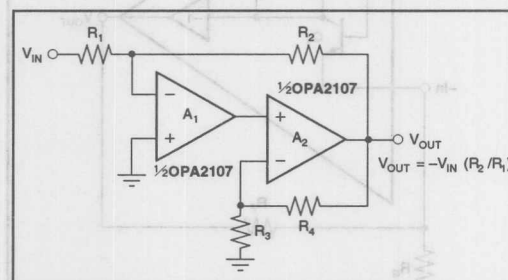 R1
R2
VIN
½OPA2107
−
A1
+
+
A2
−
½OPA2107
VOUT
VOUT = −VIN (R2/R1)
R3
R4